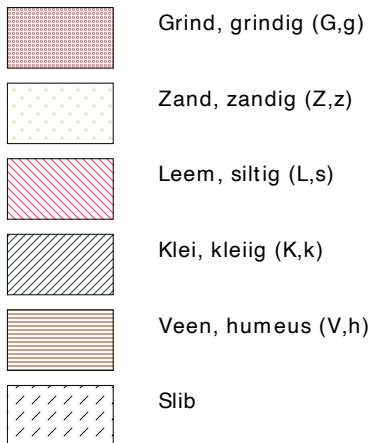 Grind, grindig (G,g)
Zand, zandig (Z,z)
Leem, siltig (L,s)
Klei, kleiig (K,k)
Veen, humeus (V,h)
Slib